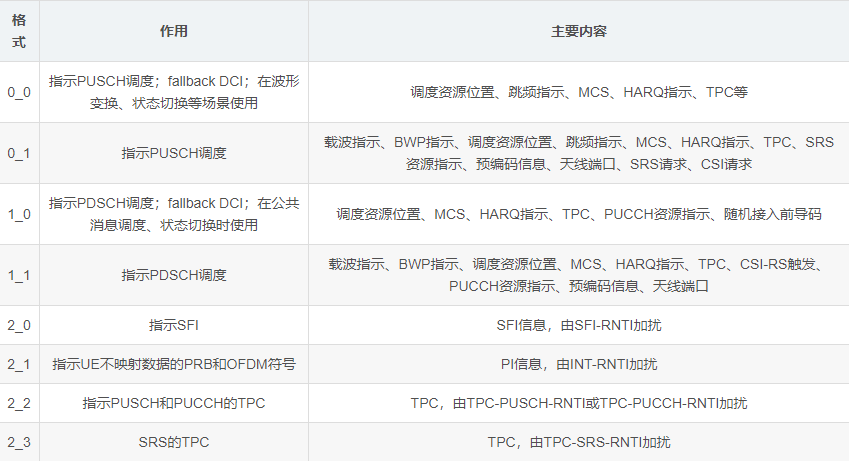 格
式
作用
主要内容
0_0
指示PUSCH调度；fallback DCI；在波形
变换、状态切换等场景使用
调度资源位置、跳频指示、MCS、HARQ指示、TPC等
0_1
指示PUSCH调度
载波指示、BWP指示、调度资源位置、跳频指示、MCS、HARQ指示、TPC、SRS
资源指示、预编码信息、天线端口、SRS请求、CSI请求
1_0
指示PDSCH调度；fallback DCI；在公共
消息调度、状态切换时使用
调度资源位置、MCS、HARQ指示、TPC、PUCCH资源指示、随机接入前导码
1_1
指示PDSCH调度
载波指示、BWP指示、调度资源位置、MCS、HARQ指示、TPC、CSI-RS触发、
PUCCH资源指示、预编码信息、天线端口
2_0
指示SFI
SFI信息，由SFI-RNTI加扰
2_1
指示UE不映射数据的PRB和OFDM符号
PI信息，由INT-RNTI加扰
2_2
指示PUSCH和PUCCH的TPC
TPC，由TPC-PUSCH-RNTI或TPC-PUCCH-RNTI加扰
2_3
SRS的TPC
TPC，由TPC-SRS-RNTI加扰